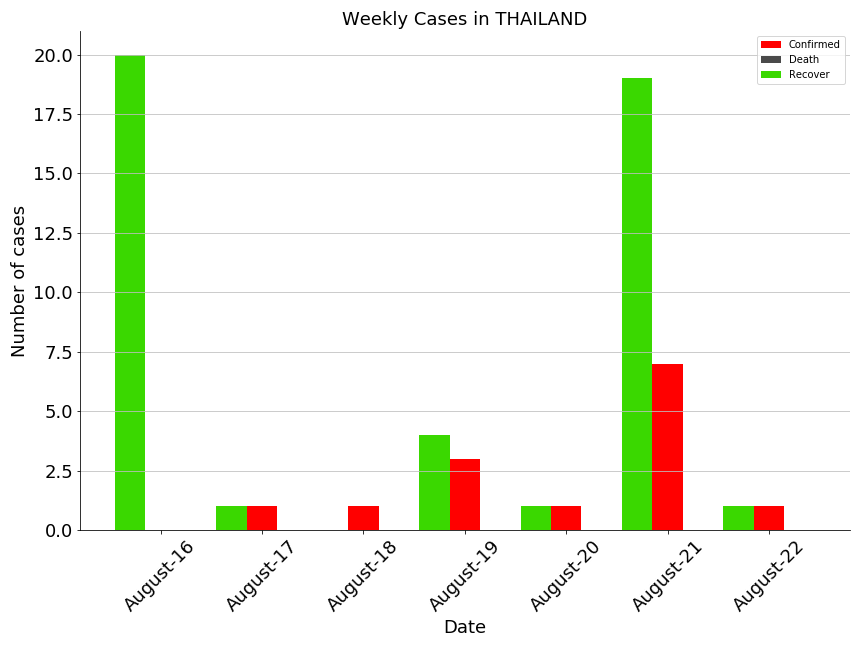 Weekly Cases in THAILAND
Confirmed
Death
Recover
Number of cases
20.0
17.5
15.0
12.5
10.0
7.5
5.0
2.5
0.0
August-16
August-17
August-18
August-19
August-20
August-21
August-22
Date